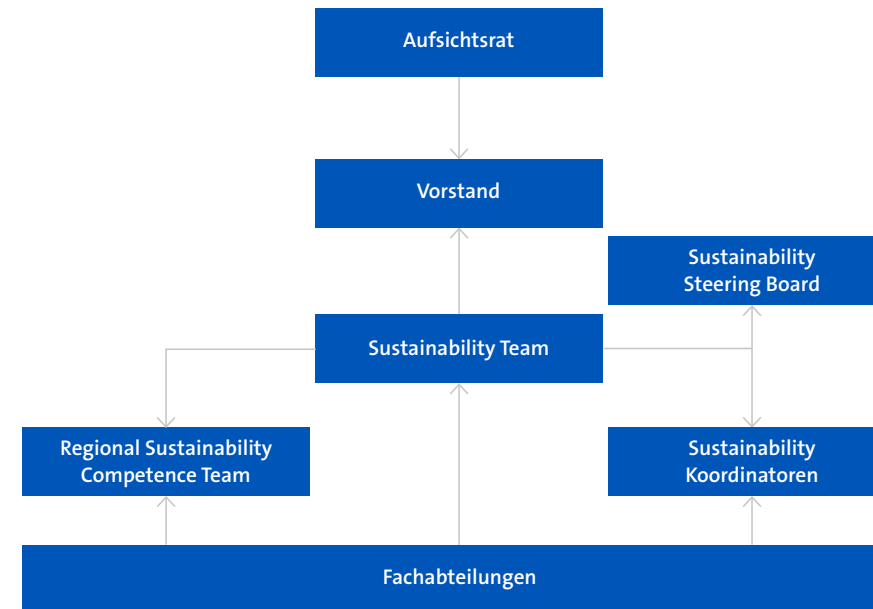 Aufsichtsrat
Vorstand
Sustainability
Steering Board
Sustainability Team
Regional Sustainability
Competence Team
Sustainability
Koordinatoren
Fachabteilungen